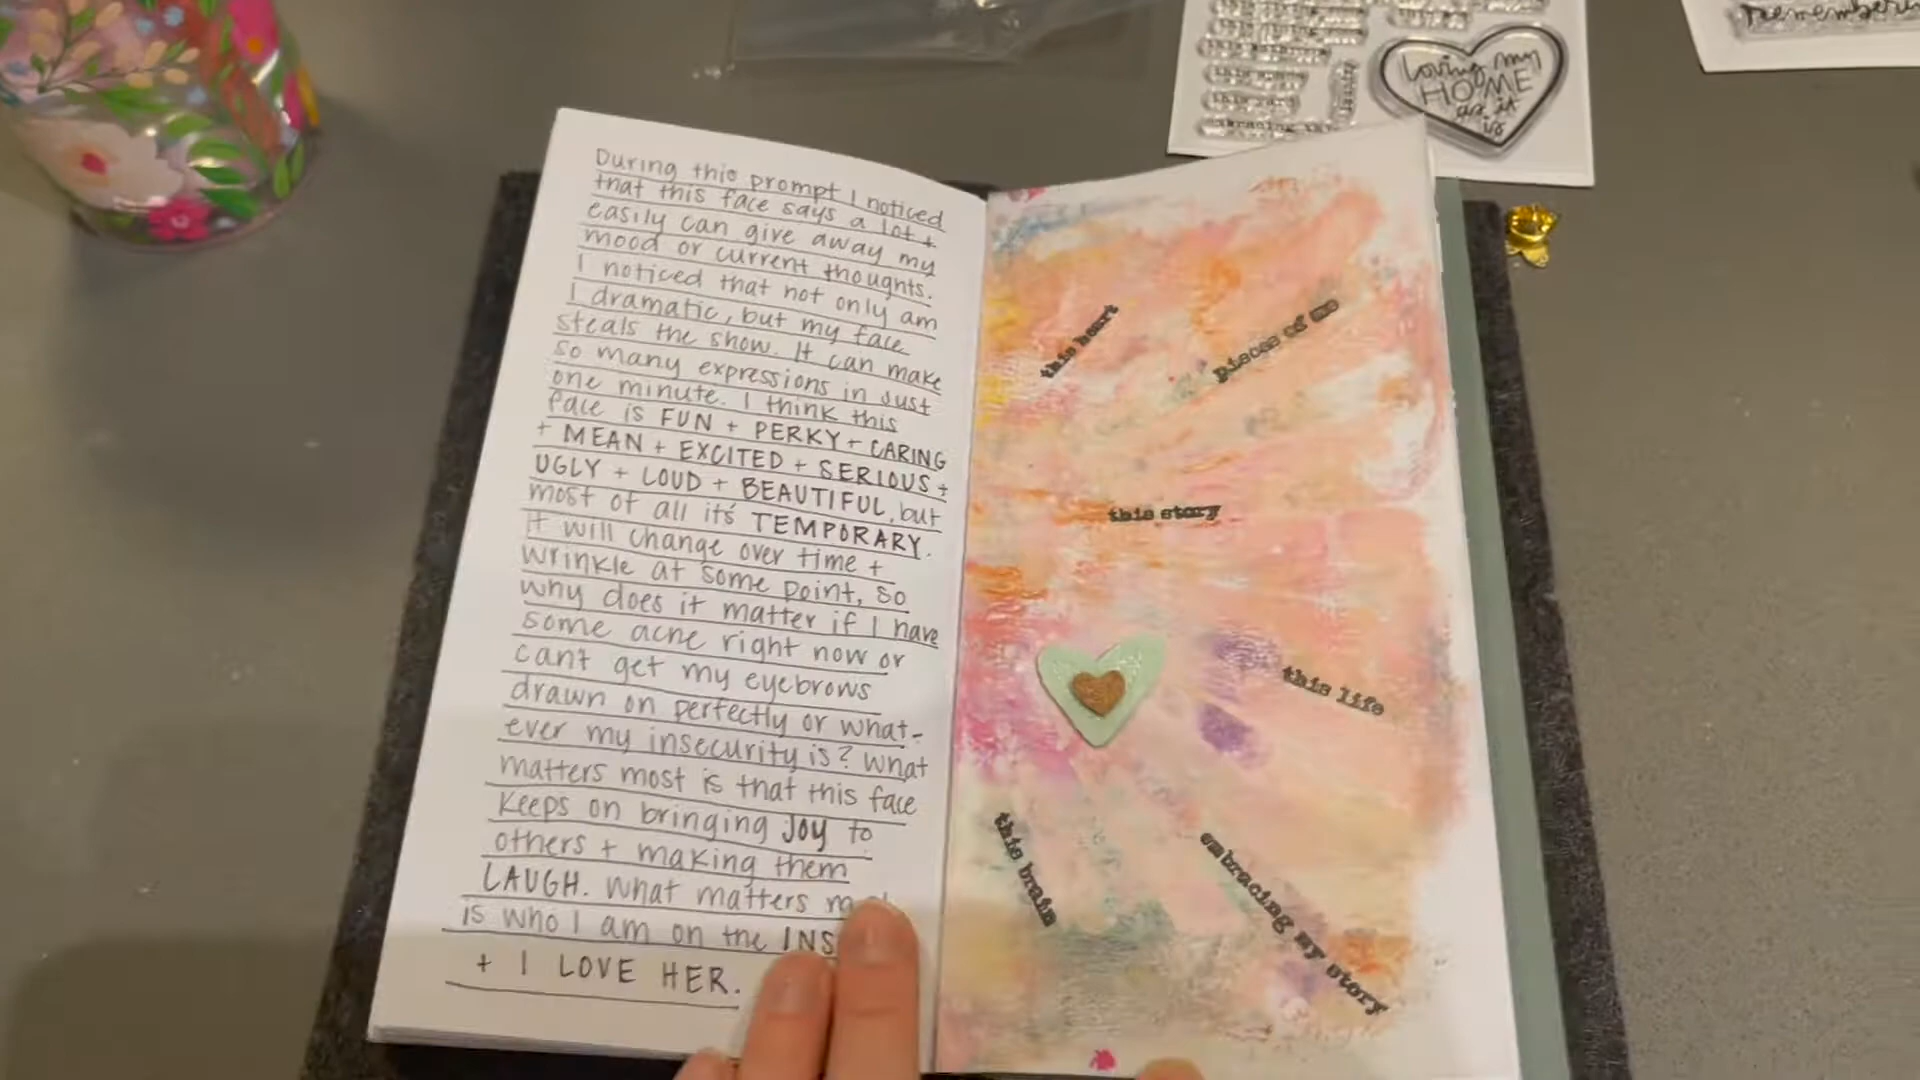 During this prompt I noticed
that this face says a lot +
easily can give away my
mood or current thoughts.
I noticed that not only am
I dramatic, but my face
steals the show. It can make
so many expressions in just
one minute. I think this
face is FUN + PERKY + CARING
+ MEAN + EXCITED + SERIOUS +
UGLY + LOUD + BEAUTIFUL, but
most of all it's TEMPORARY.
It will change over time +
wrinkle at some point, so
why does it matter if I have
some acne right now or
can't get my eyebrows
drawn on perfectly or what-
ever my insecurity is? What
matters most is that this face
keeps on bringing JOY to
others + making them
LAUGH. What matters
is who I am on the
+ I LOVE HER.
this heart
pieces of me
this story
this life
this brain
embracing my story
loving my
HOME
as it
is
remembering